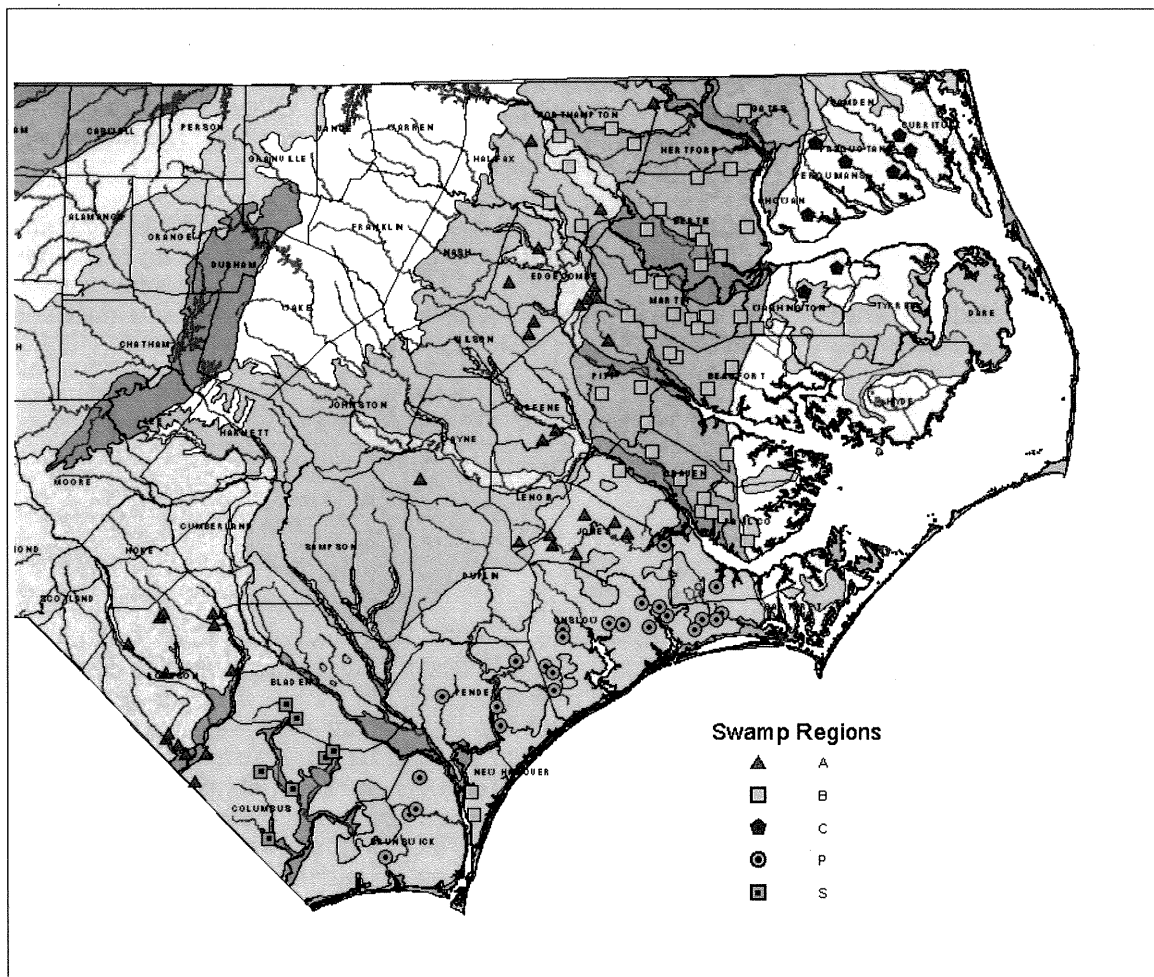 CASWELL
PERSON
VANCE
WARREN
NORTHAMPTON
GATES
CAMDEN
CURRITUCK
GRANVILLE
HALIFAX
HERTFORD
PERQUIMANS
ALAMANCE
ORANGE
DURHAM
FRANKLIN
NASH
BERTIE
CHOWAN
EDGECOMBE
WAKE
MARTIN
WASHINGTON
TYRRELL
DARE
CHATHAM
WILSON
PITT
BEAUFORT
HYDE
JOHNSTON
GREENE
HARNETT
WAYNE
MOORE
LENOIR
CRAVEN
CUMBERLAND
JONES
PAMLICO
HOKE
SAMPSON
DUPLIN
SCOTLAND
ONSLOW
ROBESON
BLADEN
PENDER
NEW HANOVER
COLUMBUS
BRUNSWICK
Swamp Regions
A
B
C
P
S